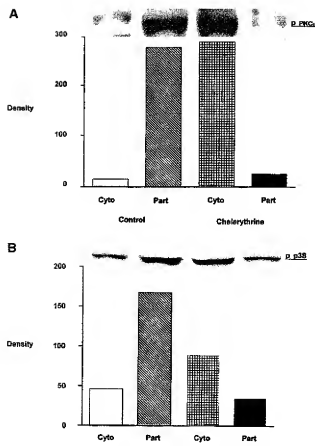 A
p PKCε
300
200
Density
100
0
Cyto Part Cyto Part
Control Chelerythrine
B
p p38
200
150
Density
100
50
0
Cyto Part Cyto Part